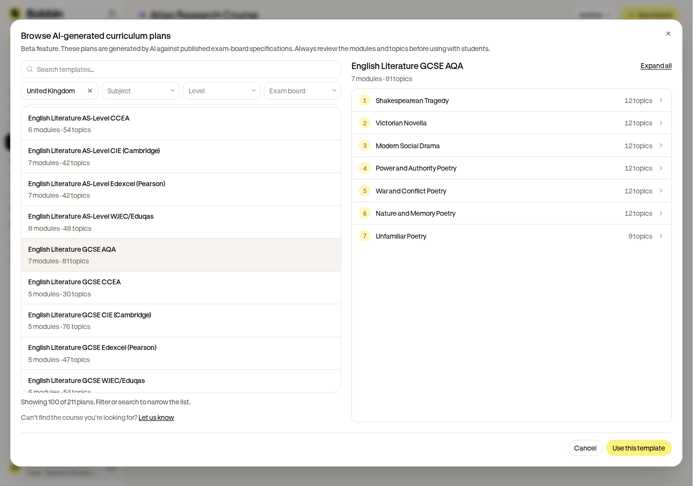 Browse AI-generated curriculum plans
Beta feature. These plans are generated by AI against published exam-board specifications. Always review the modules and topics before using with students.
Search templates...
United Kingdom
Subject
Level
Exam board
English Literature AS-Level CCEA
6 modules · 54 topics
English Literature AS-Level CIE (Cambridge)
7 modules · 42 topics
English Literature AS-Level Edexcel (Pearson)
7 modules · 42 topics
English Literature AS-Level WJEC/Eduqas
8 modules · 48 topics
English Literature GCSE AQA
7 modules · 81 topics
English Literature GCSE CCEA
5 modules · 30 topics
English Literature GCSE CIE (Cambridge)
5 modules · 76 topics
English Literature GCSE Edexcel (Pearson)
5 modules · 47 topics
English Literature GCSE WJEC/Eduqas
Showing 100 of 211 plans. Filter or search to narrow the list.
Can't find the course you're looking for? Let us know
English Literature GCSE AQA
Expand all
7 modules · 81 topics
1 Shakespearean Tragedy 12 topics
2 Victorian Novella 12 topics
3 Modern Social Drama 12 topics
4 Power and Authority Poetry 12 topics
5 War and Conflict Poetry 12 topics
6 Nature and Memory Poetry 12 topics
7 Unfamiliar Poetry 9 topics
Cancel
Use this template